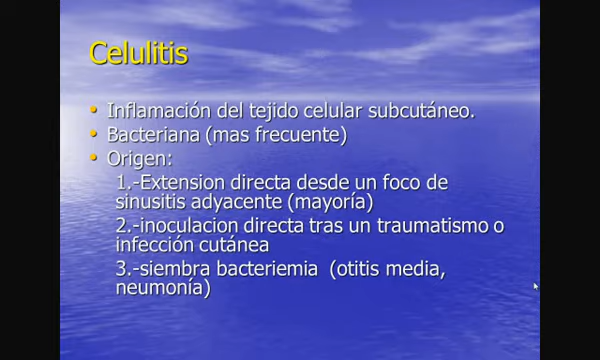 Celulitis
• Inflamación del tejido celular subcutáneo.
• Bacteriana (mas frecuente)
• Origen:
1.-Extension directa desde un foco de
sinusitis adyacente (mayoría)
2.-inoculacion directa tras un traumatismo o
infección cutánea
3.-siembra bacteriemia (otitis media,
neumonía)